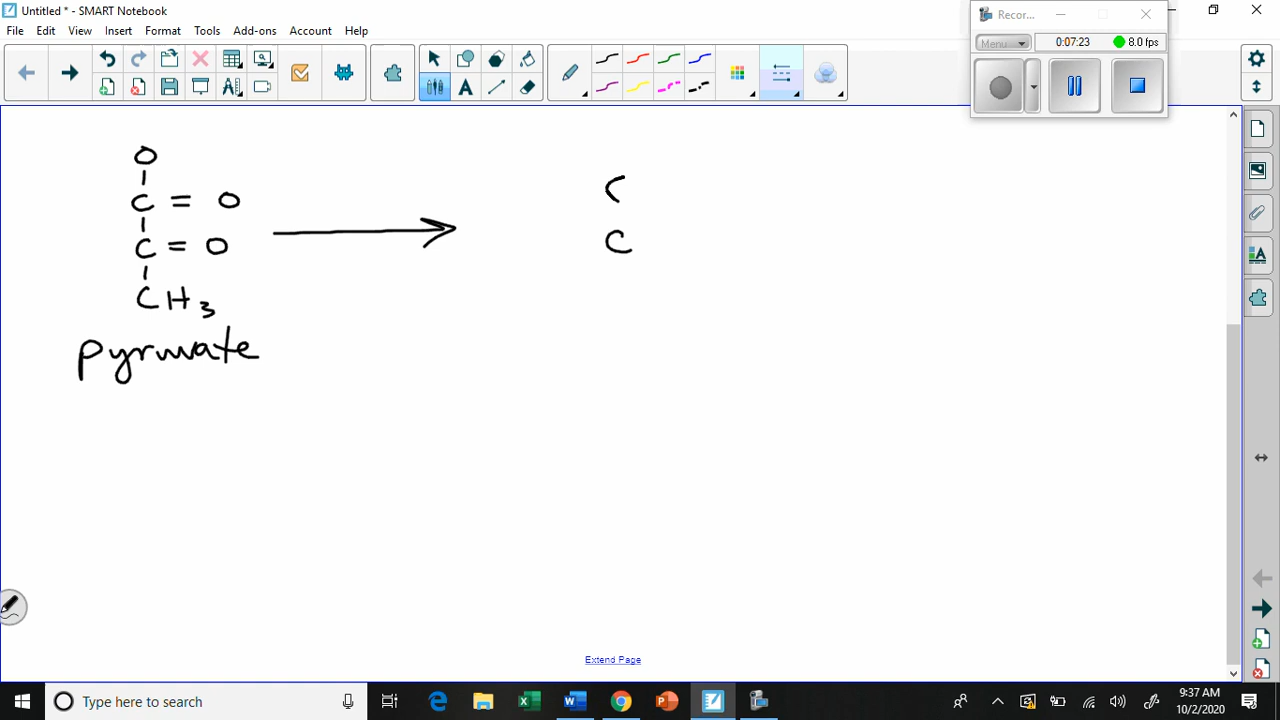 Untitled * - SMART Notebook
File Edit View Insert Format Tools Add-ons Account Help
Recor...
Menu
0:07:23
8.0 fps
O
C = O
C = O
CH3
pyruvate
C
C
Extend Page
Type here to search
9:37 AM
10/2/2020